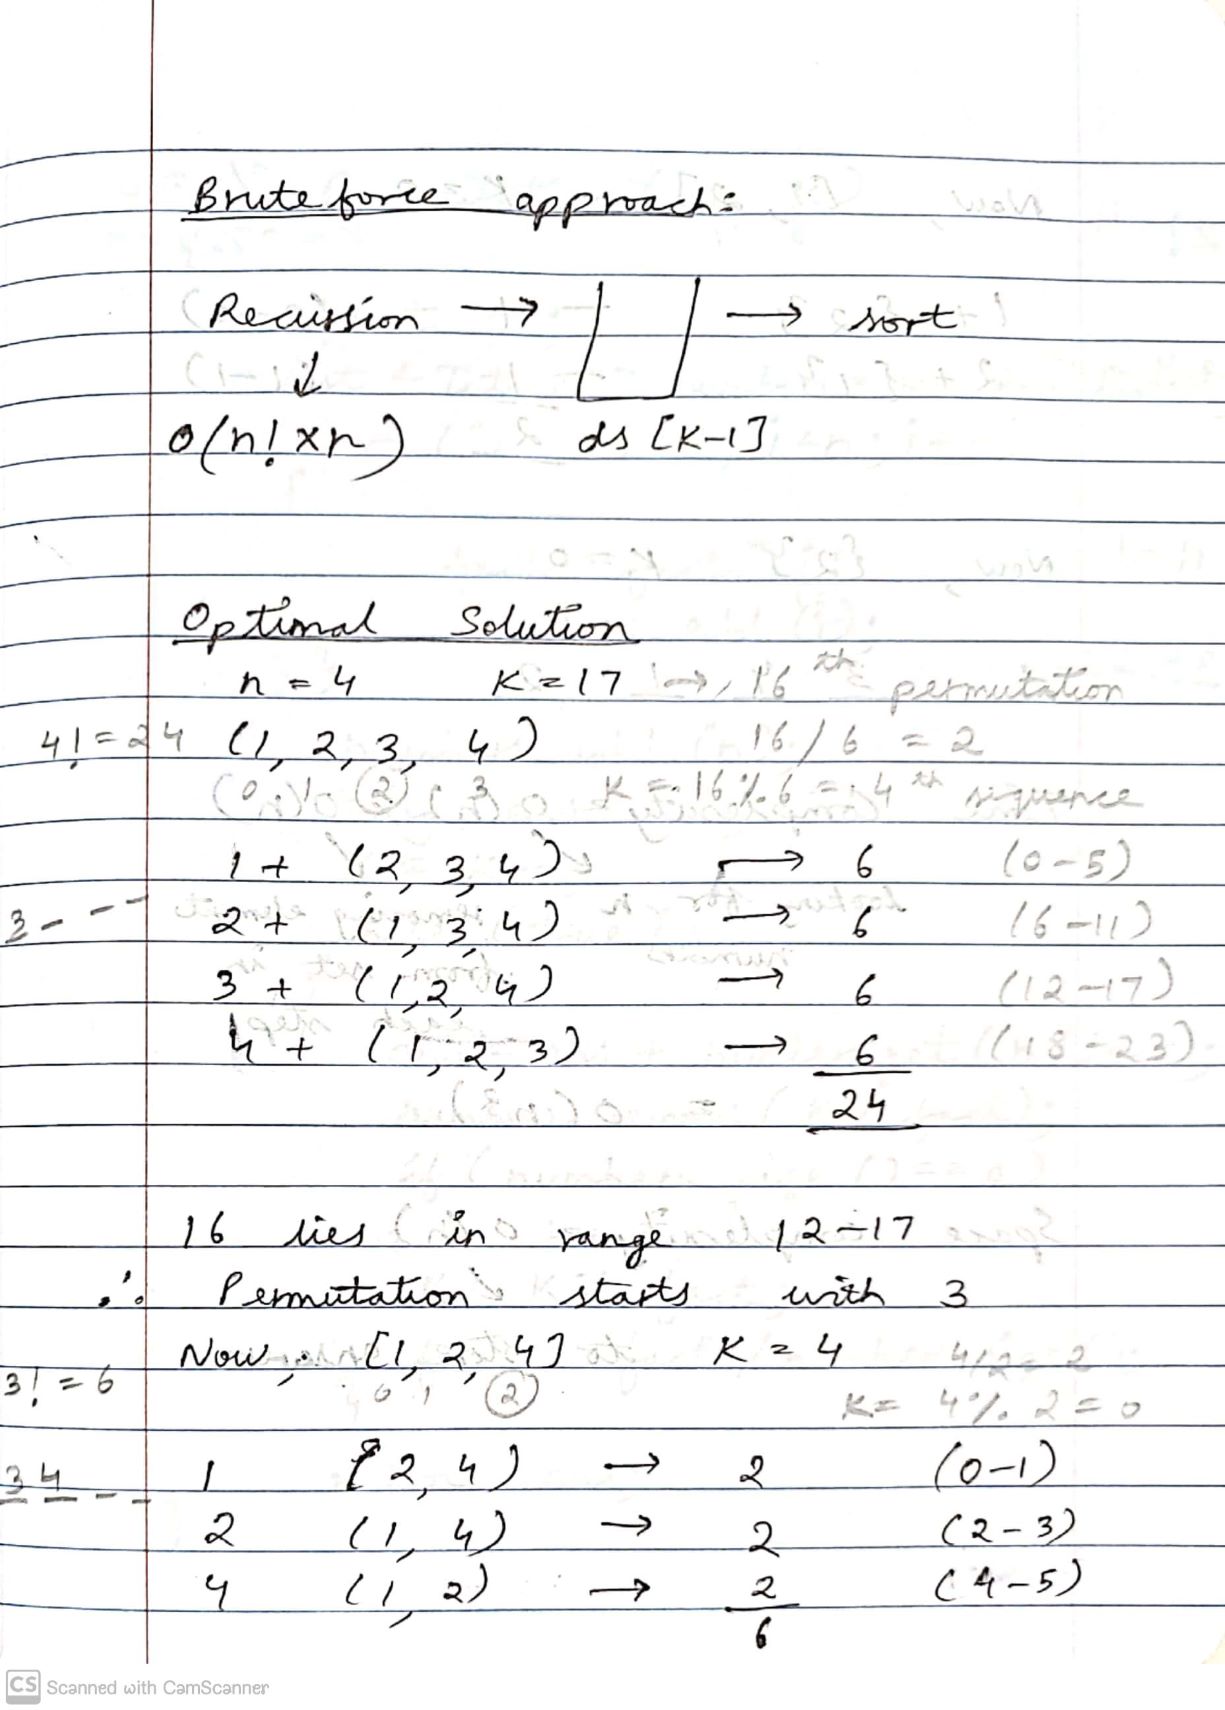 Brute force approach:
Recussion → → sort
↓
O(n! × n) ds [K-1]
Optimal Solution
n = 4 K = 17 → 16th permutation
4! = 24 (1, 2, 3, 4) 16/6 = 2
0 1 2 3 K = 16 % 6 = 4th sequence
1 + (2, 3, 4) → 6 (0-5)
3 - - - 2 + (1, 3, 4) → 6 (6-11)
3 + (1, 2, 4) → 6 (12-17)
4 + (1, 2, 3) → 6 (18-23)
24
16 lies in range 12-17
∴ Permutation starts with 3
Now, [1, 2, 4] K = 4 4/2 = 2
3! = 6 0 1 2 K = 4 % 2 = 0
3 4 - - 1 (2, 4) → 2 (0-1)
2 (1, 4) → 2 (2-3)
4 (1, 2) → 2 (4-5)
6
CS Scanned with CamScanner